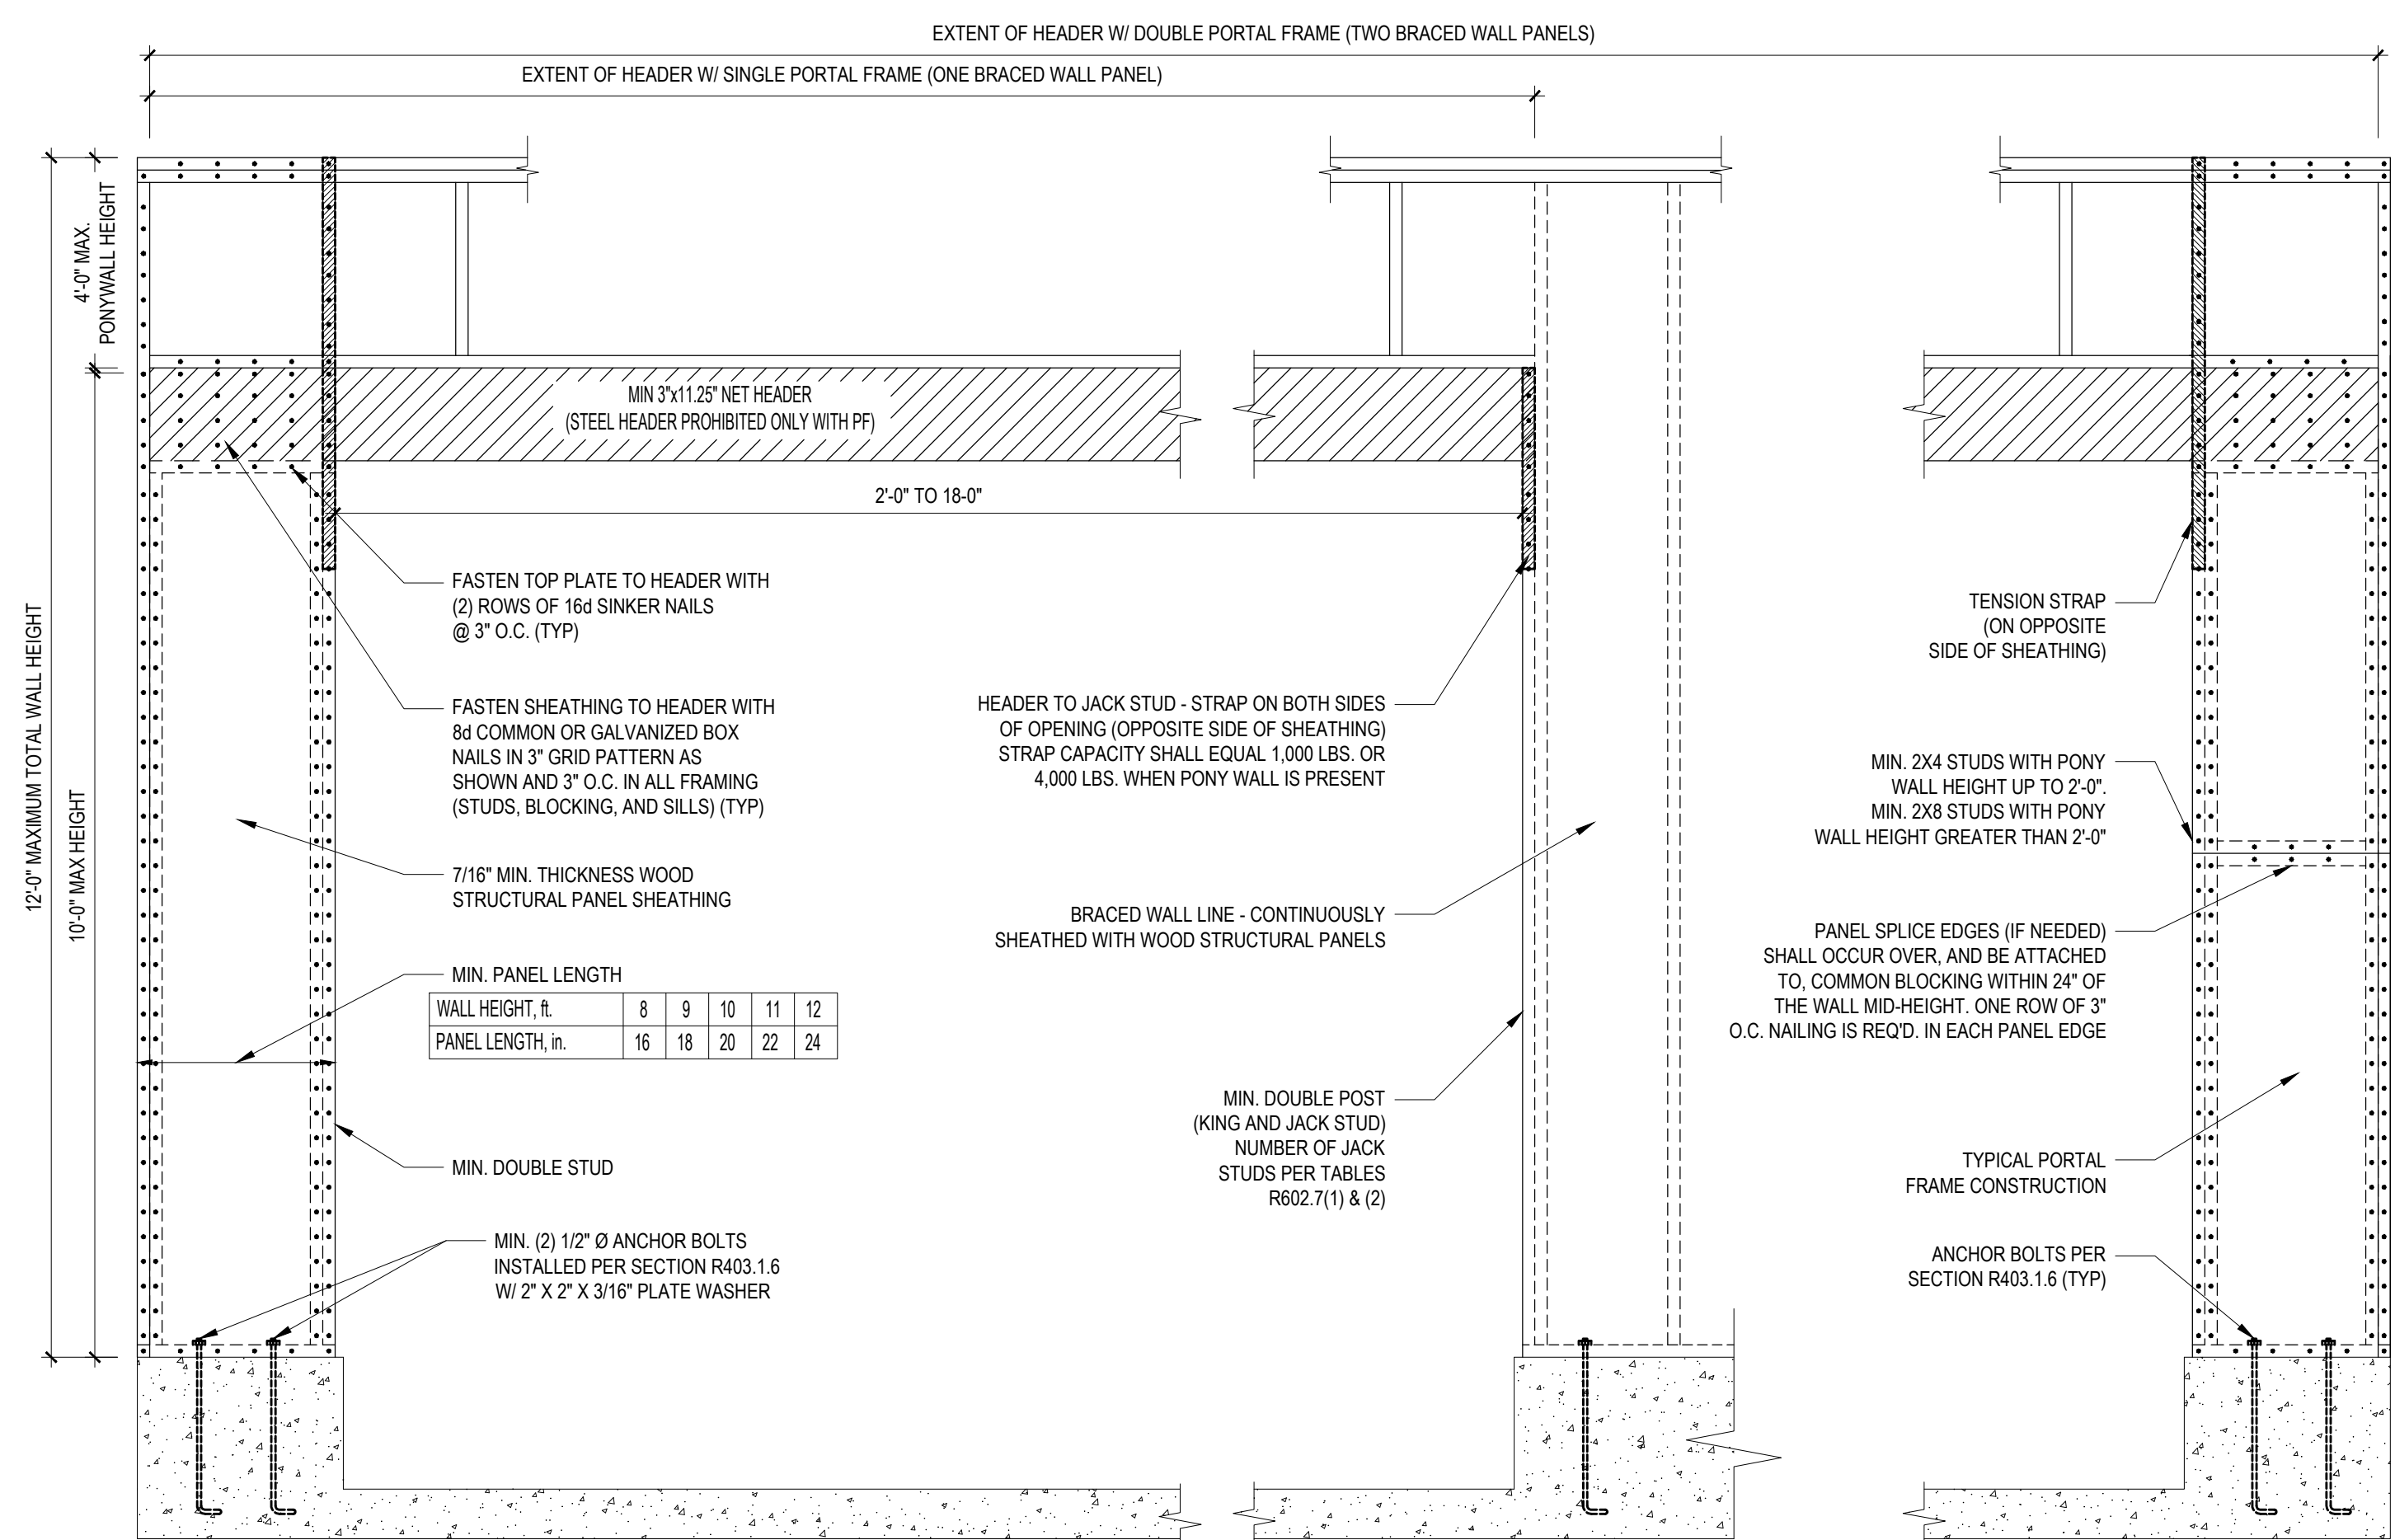 EXTENT OF HEADER W/ DOUBLE PORTAL FRAME (TWO BRACED WALL PANELS)
EXTENT OF HEADER W/ SINGLE PORTAL FRAME (ONE BRACED WALL PANEL)
12'-0" MAXIMUM TOTAL WALL HEIGHT
4'-0" MAX.
PONYWALL HEIGHT
10'-0" MAX HEIGHT
MIN 3"x11.25" NET HEADER
(STEEL HEADER PROHIBITED ONLY WITH PF)
2'-0" TO 18-0"
FASTEN TOP PLATE TO HEADER WITH
(2) ROWS OF 16d SINKER NAILS
@ 3" O.C. (TYP)
FASTEN SHEATHING TO HEADER WITH
8d COMMON OR GALVANIZED BOX
NAILS IN 3" GRID PATTERN AS
SHOWN AND 3" O.C. IN ALL FRAMING
(STUDS, BLOCKING, AND SILLS) (TYP)
7/16" MIN. THICKNESS WOOD
STRUCTURAL PANEL SHEATHING
MIN. PANEL LENGTH
WALL HEIGHT, ft. 8 9 10 11 12
PANEL LENGTH, in. 16 18 20 22 24
MIN. DOUBLE STUD
MIN. (2) 1/2" Ø ANCHOR BOLTS
INSTALLED PER SECTION R403.1.6
W/ 2" X 2" X 3/16" PLATE WASHER
HEADER TO JACK STUD - STRAP ON BOTH SIDES
OF OPENING (OPPOSITE SIDE OF SHEATHING)
STRAP CAPACITY SHALL EQUAL 1,000 LBS. OR
4,000 LBS. WHEN PONY WALL IS PRESENT
BRACED WALL LINE - CONTINUOUSLY
SHEATHED WITH WOOD STRUCTURAL PANELS
MIN. DOUBLE POST
(KING AND JACK STUD)
NUMBER OF JACK
STUDS PER TABLES
R602.7(1) & (2)
TENSION STRAP
(ON OPPOSITE
SIDE OF SHEATHING)
MIN. 2X4 STUDS WITH PONY
WALL HEIGHT UP TO 2'-0".
MIN. 2X8 STUDS WITH PONY
WALL HEIGHT GREATER THAN 2'-0"
PANEL SPLICE EDGES (IF NEEDED)
SHALL OCCUR OVER, AND BE ATTACHED
TO, COMMON BLOCKING WITHIN 24" OF
THE WALL MID-HEIGHT. ONE ROW OF 3"
O.C. NAILING IS REQ'D. IN EACH PANEL EDGE
TYPICAL PORTAL
FRAME CONSTRUCTION
ANCHOR BOLTS PER
SECTION R403.1.6 (TYP)